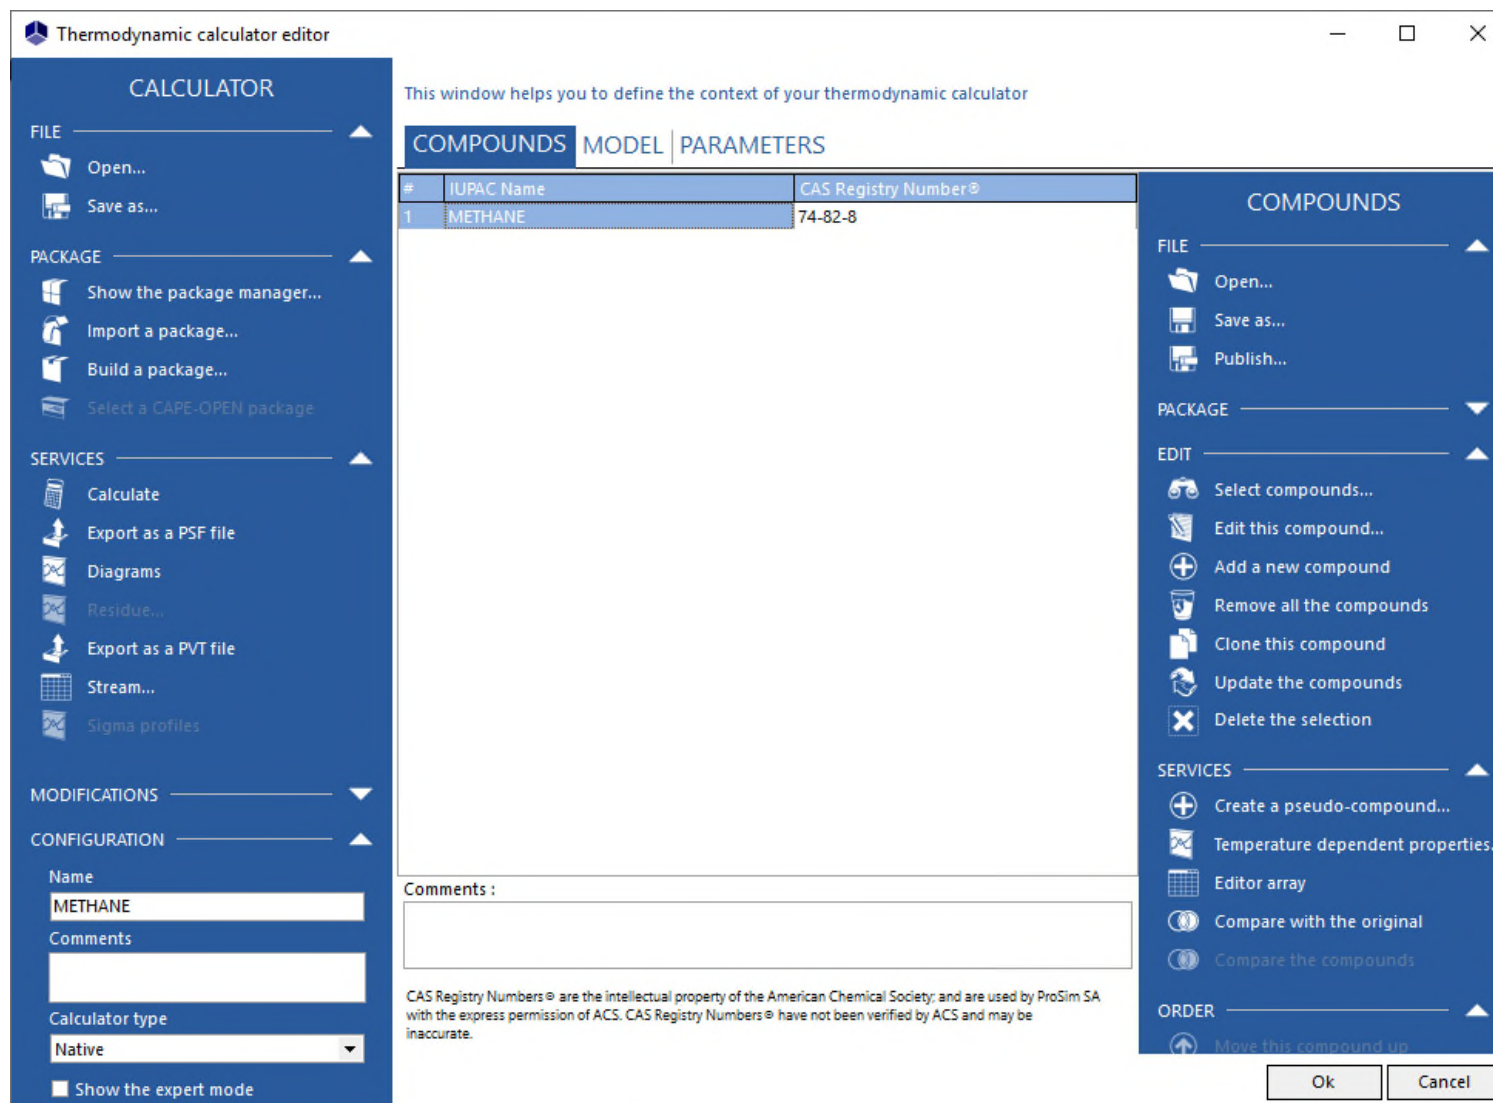 Thermodynamic calculator editor
CALCULATOR
FILE
Open...
Save as...
PACKAGE
Show the package manager...
Import a package...
Build a package...
Select a CAPE-OPEN package
SERVICES
Calculate
Export as a PSF file
Diagrams
Residue...
Export as a PVT file
Stream...
Sigma profiles
MODIFICATIONS
CONFIGURATION
Name
METHANE
Comments
Calculator type
Native
Show the expert mode
This window helps you to define the context of your thermodynamic calculator
COMPOUNDS MODEL PARAMETERS
# IUPAC Name CAS Registry Number®
1 METHANE 74-82-8
Comments :
CAS Registry Numbers® are the intellectual property of the American Chemical Society; and are used by ProSim SA
with the express permission of ACS. CAS Registry Numbers® have not been verified by ACS and may be
inaccurate.
COMPOUNDS
FILE
Open...
Save as...
Publish...
PACKAGE
EDIT
Select compounds...
Edit this compound...
Add a new compound
Remove all the compounds
Clone this compound
Update the compounds
Delete the selection
SERVICES
Create a pseudo-compound...
Temperature dependent properties.
Editor array
Compare with the original
Compare the compounds
ORDER
Move this compound up
Ok Cancel